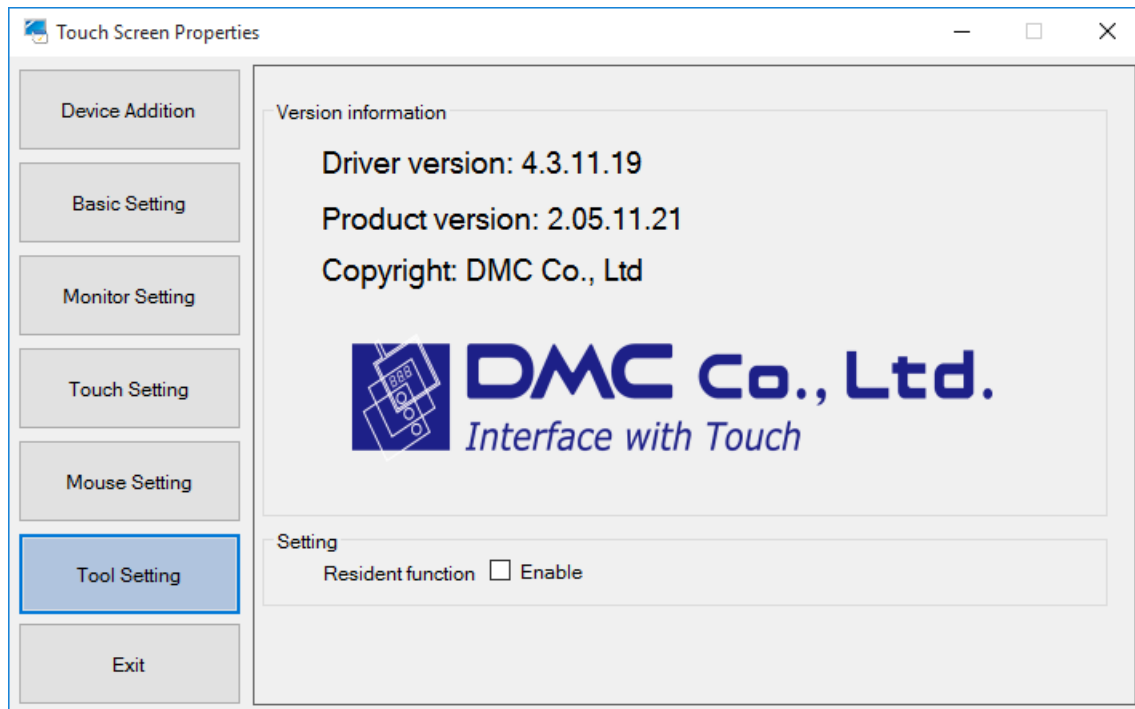 Touch Screen Properties
Device Addition
Basic Setting
Monitor Setting
Touch Setting
Mouse Setting
Tool Setting
Exit
Version information
Driver version: 4.3.11.19
Product version: 2.05.11.21
Copyright: DMC Co., Ltd
888
DMC Co., Ltd.
Interface with Touch
Setting
Resident function Enable